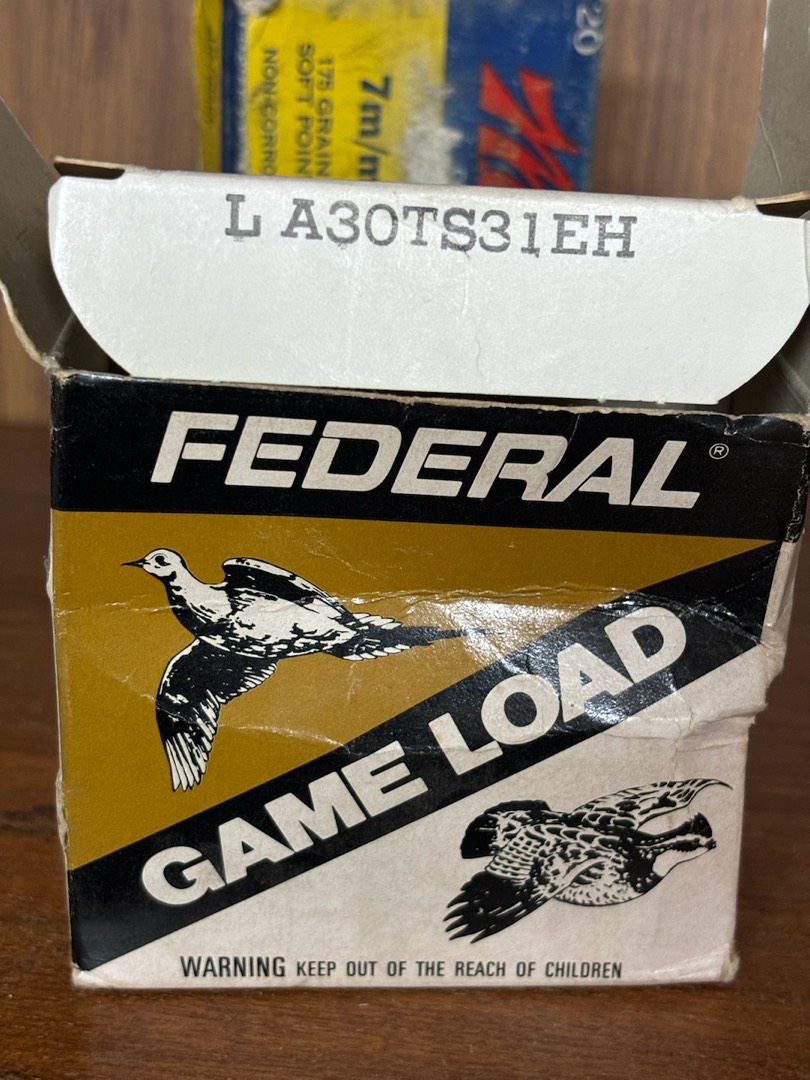 20
7m/m
175 GRAIN
SOFT POIN
NON-CORRO
L A30TS31EH
FEDERAL®
GAME LOAD
WARNING KEEP OUT OF THE REACH OF CHILDREN